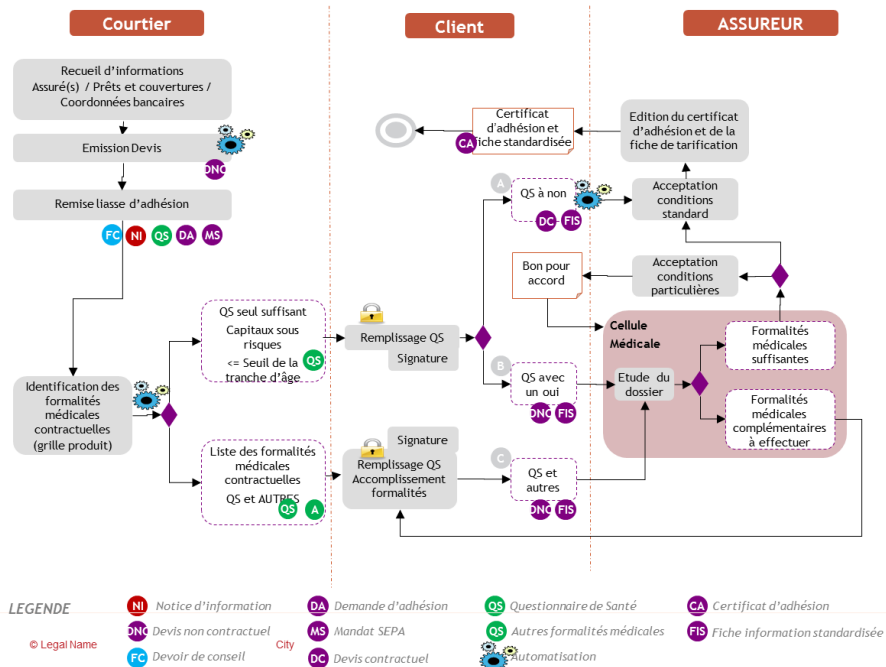 Courtier
Client
ASSUREUR
Recueil d'informations
Assuré(s) / Prêts et couvertures /
Coordonnées bancaires
Emission Devis
DNC
Remise liasse d'adhésion
FC
NI
QS
DA
MS
Identification des
formalités
médicales
contractuelles
(grille produit)
QS seul suffisant
Capitaux sous
risques
<= Seuil de la
tranche d'âge
QS
Liste des formalités
médicales
contractuelles
QS et AUTRES
QS
A
Remplissage QS
Signature
Signature
Remplissage QS
Accomplissement
formalités
Certificat
d'adhésion et
fiche standardisée
CA
A
QS à non
DC
FIS
Bon pour
accord
B
QS avec
un oui
DNC
FIS
C
QS et
autres
DNC
FIS
Edition du certificat
d'adhésion et de la
fiche de tarification
Acceptation
conditions
standard
Acceptation
conditions
particulières
Cellule
Médicale
Etude du
dossier
Formalités
médicales
suffisantes
Formalités
médicales
complémentaires
à effectuer
LEGENDE
NI Notice d'information
DA Demande d'adhésion
QS Questionnaire de Santé
CA Certificat d'adhésion
DNC Devis non contractuel
MS Mandat SEPA
QS Autres formalités médicales
FIS Fiche information standardisée
© Legal Name
City
FC Devoir de conseil
DC Devis contractuel
Automatisation